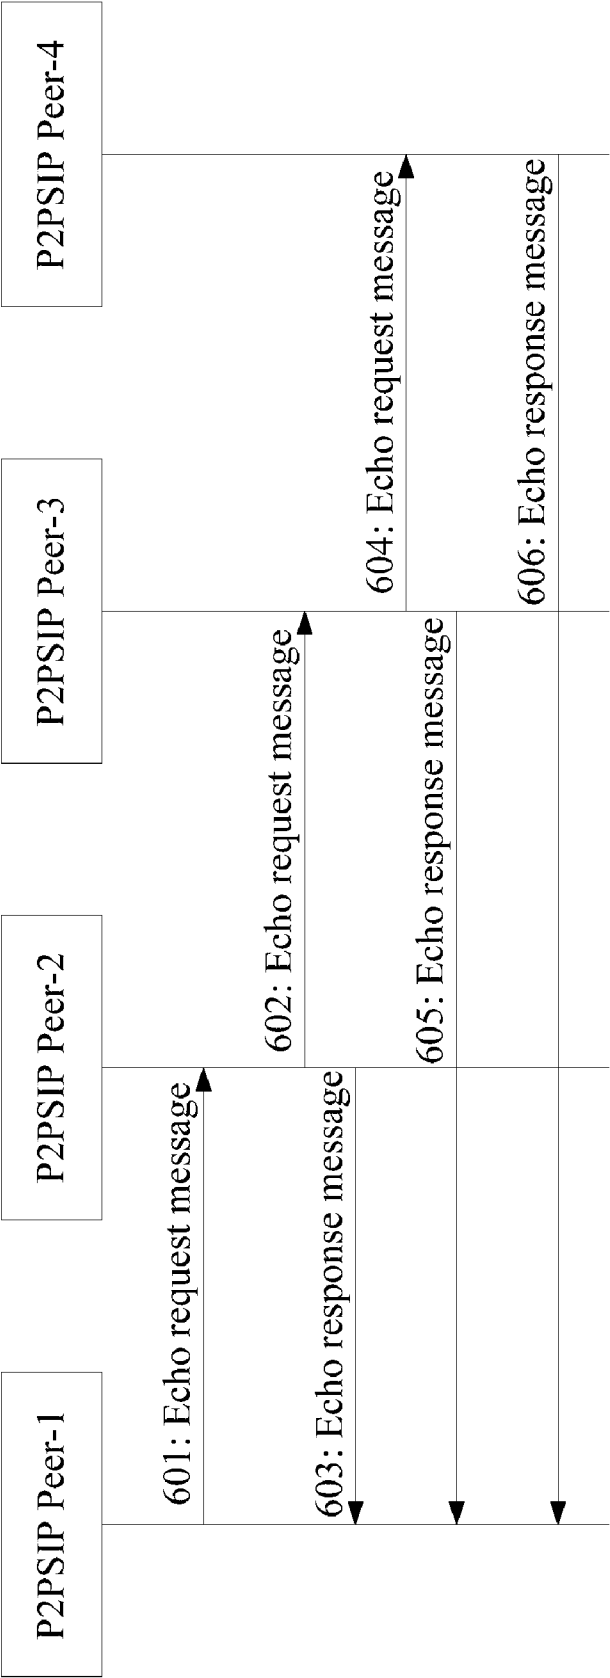 P2PSIP Peer-1
P2PSIP Peer-2
P2PSIP Peer-3
P2PSIP Peer-4
601: Echo request message
602: Echo request message
603: Echo response message
604: Echo request message
605: Echo response message
606: Echo response message